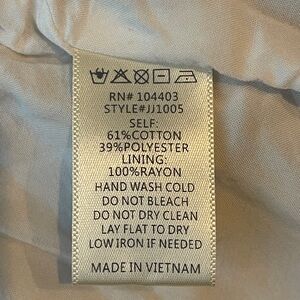 RN# 104403
STYLE#JJ1005
SELF:
61%COTTON
39%POLYESTER
LINING:
100%RAYON
HAND WASH COLD
DO NOT BLEACH
DO NOT DRY CLEAN
LAY FLAT TO DRY
LOW IRON IF NEEDED
MADE IN VIETNAM